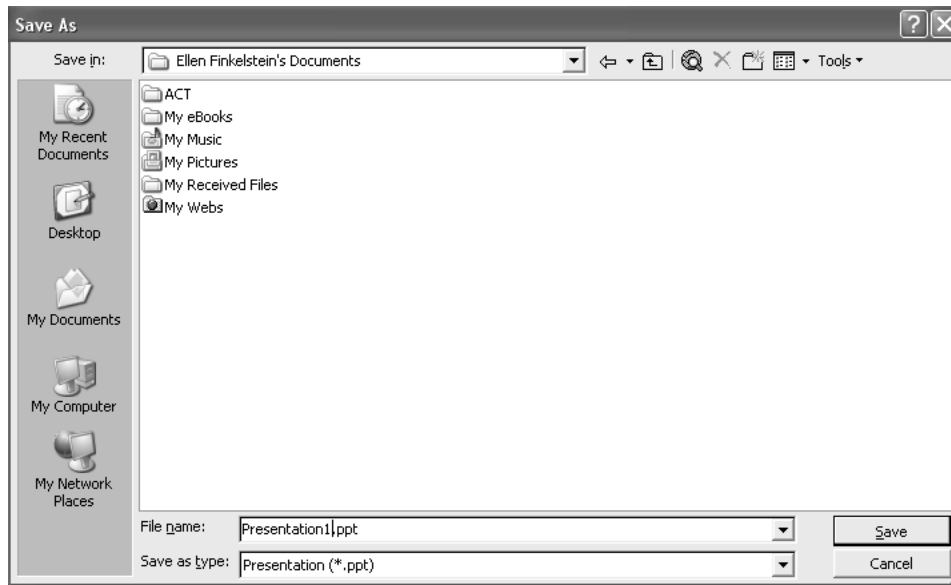 Save As
Save in:
Ellen Finkelstein's Documents
Tools
ACT
My eBooks
My Music
My Pictures
My Received Files
My Webs
My Recent
Documents
Desktop
My Documents
My Computer
My Network
Places
File name:
Presentation1.ppt
Save
Save as type:
Presentation (*.ppt)
Cancel